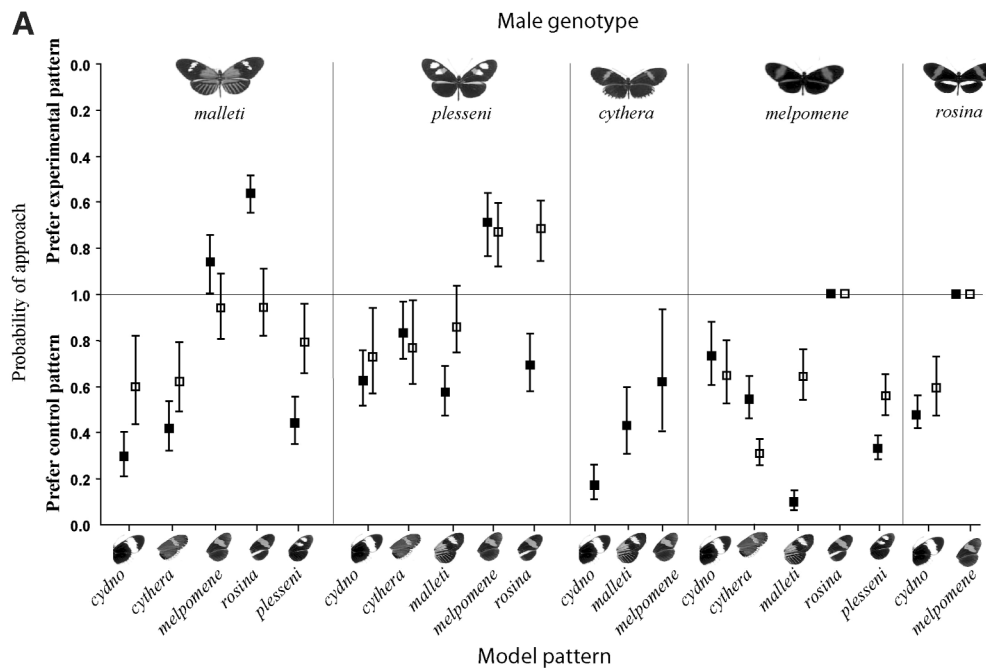 A
Male genotype
malleti
plesseni
cythera
melpomene
rosina
Probability of approach
Prefer experimental pattern
Prefer control pattern
0.0
0.2
0.4
0.6
0.8
1.0
0.8
0.6
0.4
0.2
0.0
cydno
cythera
melpomene
rosina
plesseni
cydno
cythera
malleti
melpomene
rosina
cydno
malleti
melpomene
cydno
cythera
malleti
rosina
plesseni
cydno
melpomene
Model pattern